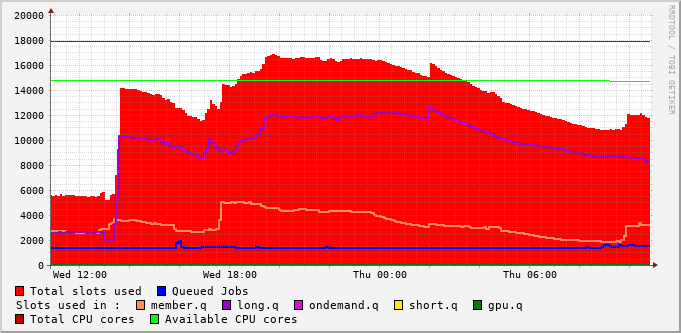 20000
18000
16000
14000
12000
10000
8000
6000
4000
2000
0
Wed 12:00 Wed 18:00 Thu 00:00 Thu 06:00
RRDTOOL / TOBI OETIKER
Total slots used Queued Jobs
Slots used in : member.q long.q ondemand.q short.q gpu.q
Total CPU cores Available CPU cores